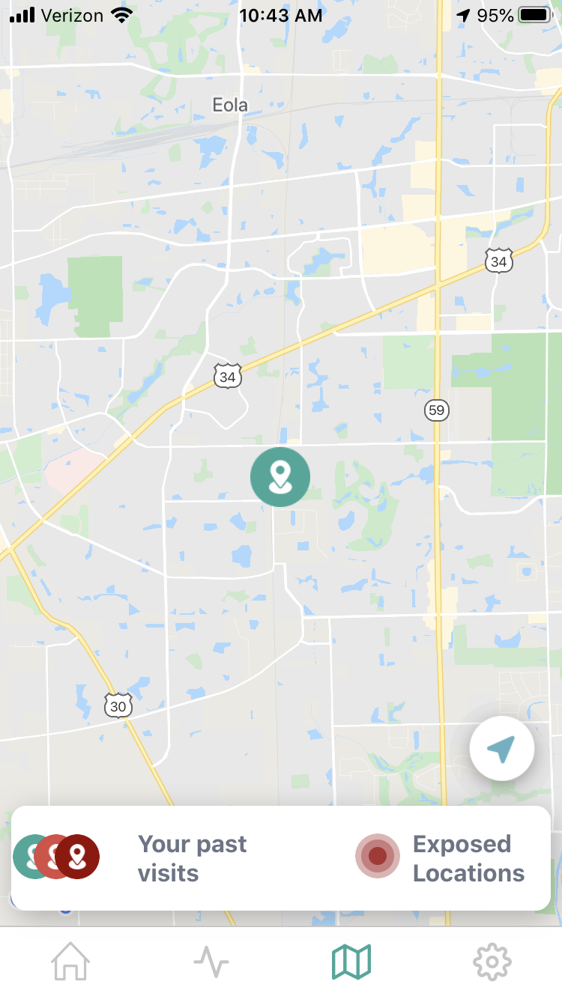 Verizon 10:43 AM 95%
Eola
34
34
59
30
Your past
visits
Exposed
Locations